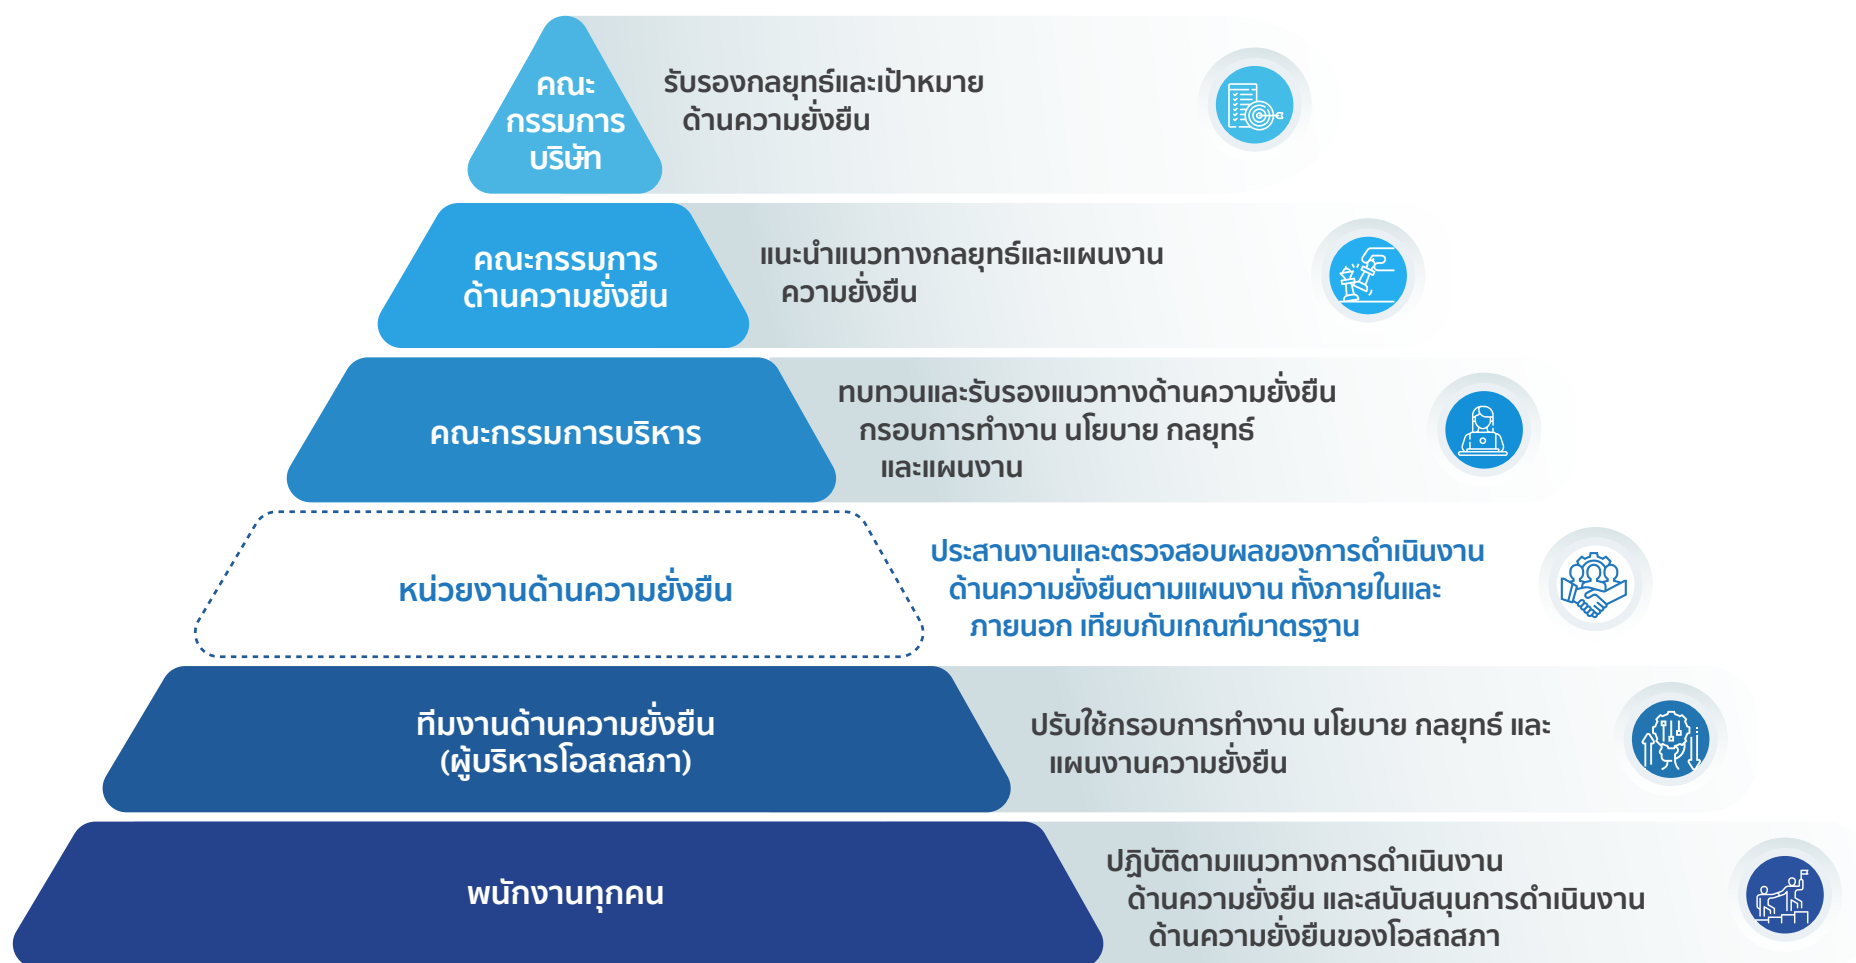 คณะ
กรรมการ
บริษัท
รับรองกลยุทธ์และเป้าหมาย
ด้านความยั่งยืน
คณะกรรมการ
ด้านความยั่งยืน
แนะนำแนวทางกลยุทธ์และแผนงาน
ความยั่งยืน
คณะกรรมการบริหาร
ทบทวนและรับรองแนวทางด้านความยั่งยืน
กรอบการทำงาน นโยบาย กลยุทธ์
และแผนงาน
หน่วยงานด้านความยั่งยืน
ประสานงานและตรวจสอบผลของการดำเนินงาน
ด้านความยั่งยืนตามแผนงาน ทั้งภายในและ
ภายนอก เทียบกับเกณฑ์มาตรฐาน
ทีมงานด้านความยั่งยืน
(ผู้บริหารโอสถสภา)
ปรับใช้กรอบการทำงาน นโยบาย กลยุทธ์ และ
แผนงานความยั่งยืน
พนักงานทุกคน
ปฏิบัติตามแนวทางการดำเนินงาน
ด้านความยั่งยืน และสนับสนุนการดำเนินงาน
ด้านความยั่งยืนของโอสถสภา